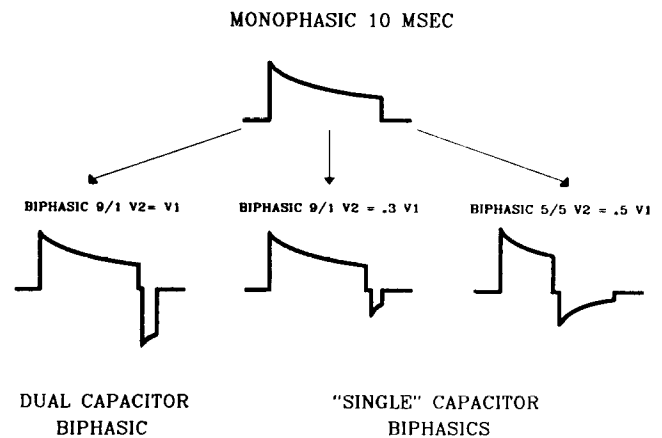 MONOPHASIC 10 MSEC
BIPHASIC 9/1 V2= V1
BIPHASIC 9/1 V2 = .3 V1
BIPHASIC 5/5 V2 = .5 V1
DUAL CAPACITOR
BIPHASIC
"SINGLE" CAPACITOR
BIPHASICS